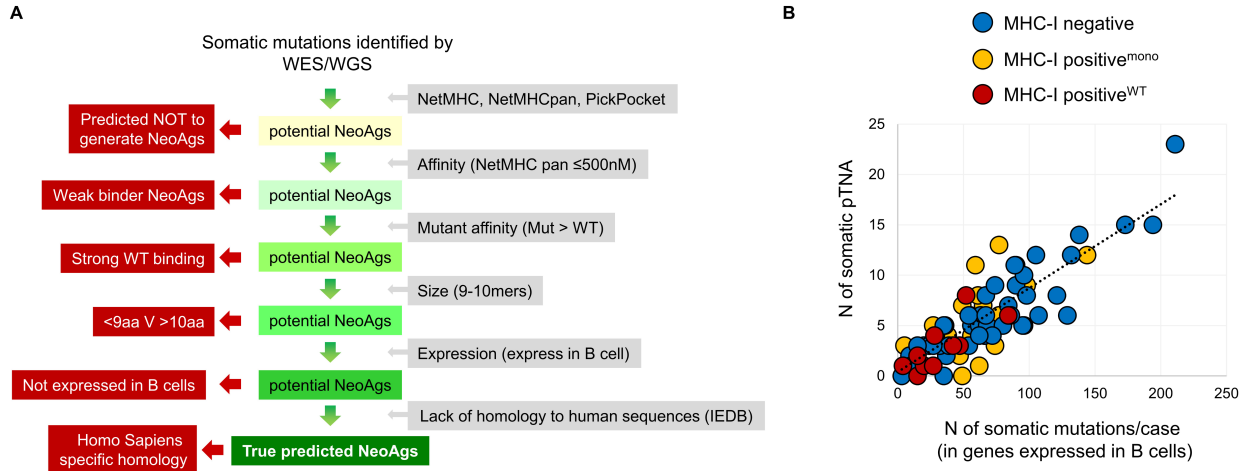 A
Somatic mutations identified by
WES/WGS
NetMHC, NetMHCpan, PickPocket
Predicted NOT to
generate NeoAgs
potential NeoAgs
Affinity (NetMHC pan ≤500nM)
Weak binder NeoAgs
potential NeoAgs
Mutant affinity (Mut > WT)
Strong WT binding
potential NeoAgs
Size (9-10mers)
<9aa V >10aa
potential NeoAgs
Expression (express in B cell)
Not expressed in B cells
potential NeoAgs
Lack of homology to human sequences (IEDB)
Homo Sapiens
specific homology
True predicted NeoAgs
B
MHC-I negative
MHC-I positive^mono
MHC-I positive^WT
N of somatic pTNA
25
20
15
10
5
0
0 50 100 150 200 250
N of somatic mutations/case
(in genes expressed in B cells)